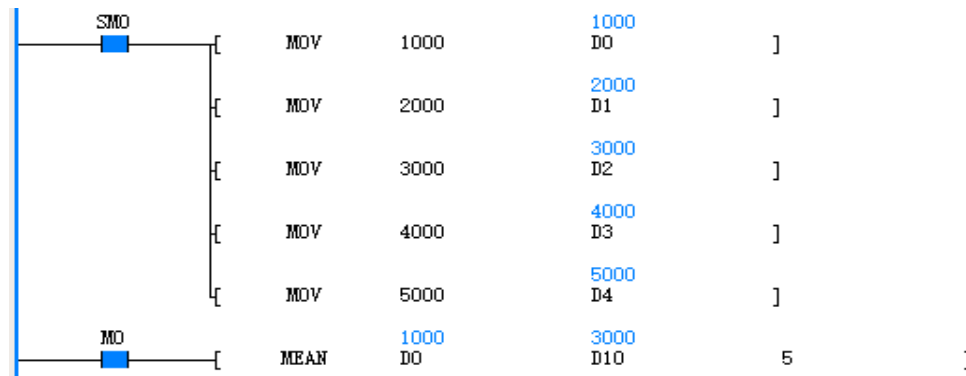 SM0 1000
[ MOV 1000 D0 ]
2000
[ MOV 2000 D1 ]
3000
[ MOV 3000 D2 ]
4000
[ MOV 4000 D3 ]
5000
[ MOV 5000 D4 ]
M0 1000 3000
[ MEAN D0 D10 5 ]